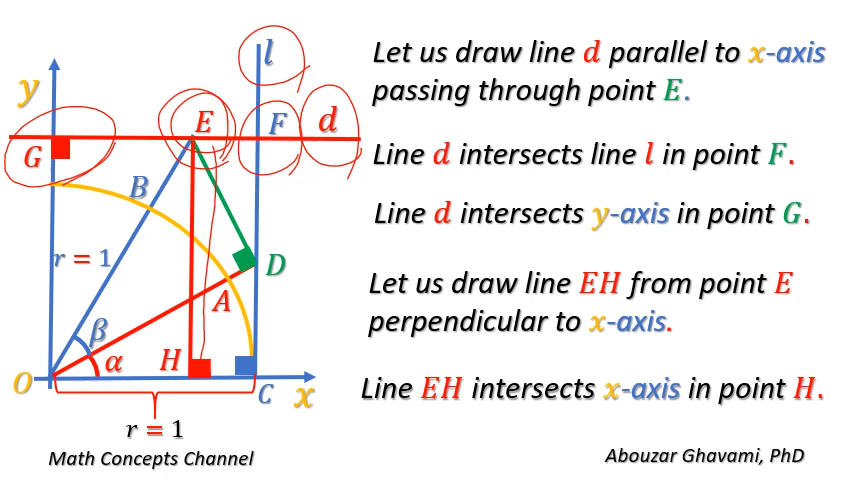 Let us draw line d parallel to x-axis
passing through point E.
Line d intersects line l in point F.
Line d intersects y-axis in point G.
Let us draw line EH from point E
perpendicular to x-axis.
Line EH intersects x-axis in point H.
l
y
E
F
d
G
B
r = 1
D
A
β
α
H
O
C
x
r = 1
Math Concepts Channel
Abouzar Ghavami, PhD